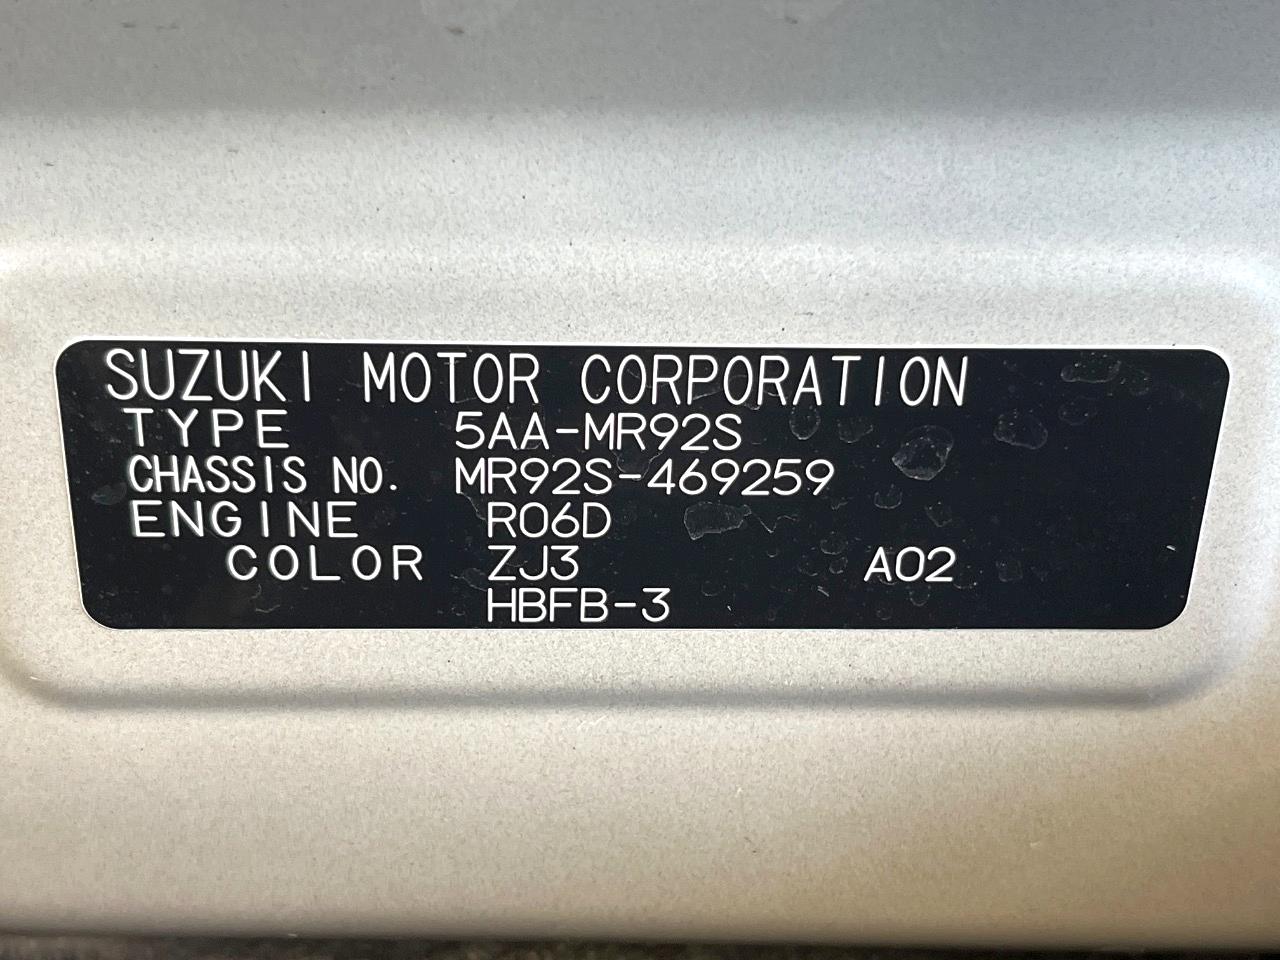 SUZUKI MOTOR CORPORATION
TYPE 5AA-MR92S
CHASSIS NO. MR92S-469259
ENGINE R06D
COLOR ZJ3 A02
HBFB-3